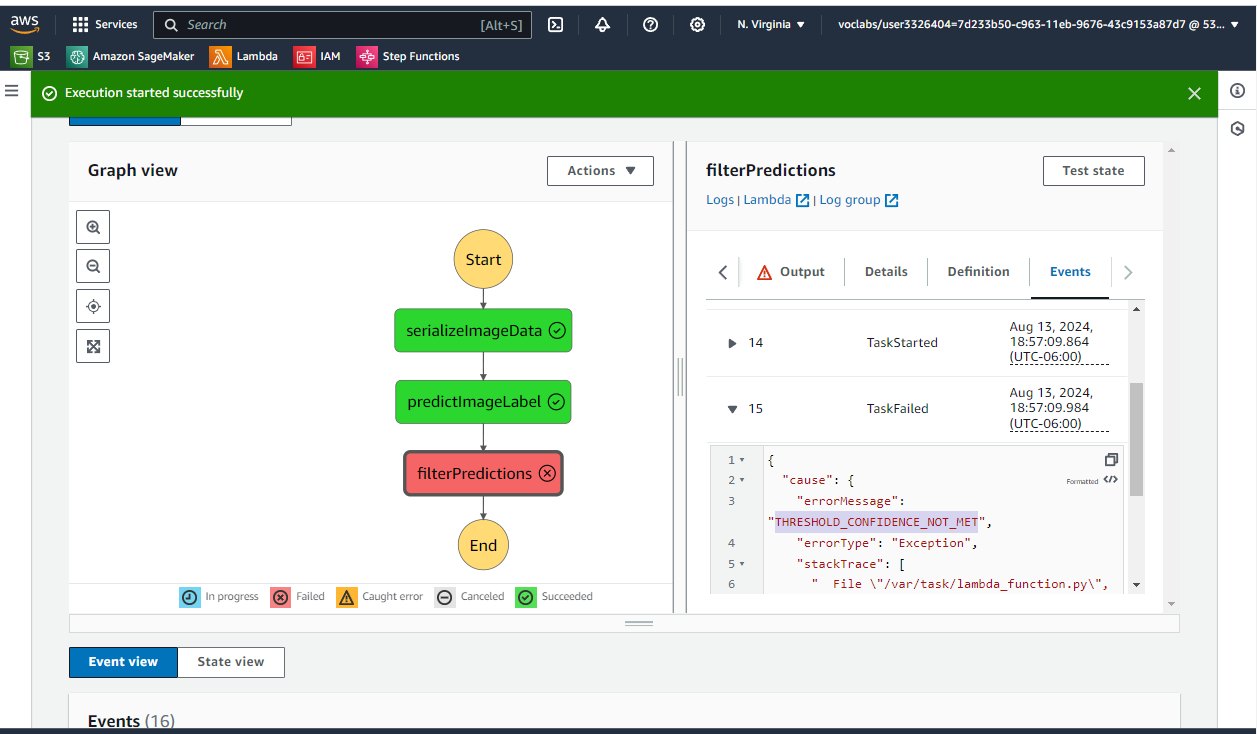 aws
Services
Search
[Alt+S]
N. Virginia
voclabs/user3326404=7d233b50-c963-11eb-9676-43c9153a87d7 @ 53...
S3
Amazon SageMaker
Lambda
IAM
Step Functions
Execution started successfully
Graph view
Actions
Start
serializeImageData
predictImageLabel
filterPredictions
End
In progress
Failed
Caught error
Canceled
Succeeded
filterPredictions
Test state
Logs | Lambda | Log group
Output
Details
Definition
Events
14
TaskStarted
Aug 13, 2024,
18:57:09.864
(UTC-06:00)
15
TaskFailed
Aug 13, 2024,
18:57:09.984
(UTC-06:00)
Formatted
1 {
2 "cause": {
3 "errorMessage":
"THRESHOLD_CONFIDENCE_NOT_MET",
4 "errorType": "Exception",
5 "stackTrace": [
6 " File \"/var/task/lambda_function.py\",
Event view
State view
Events (16)